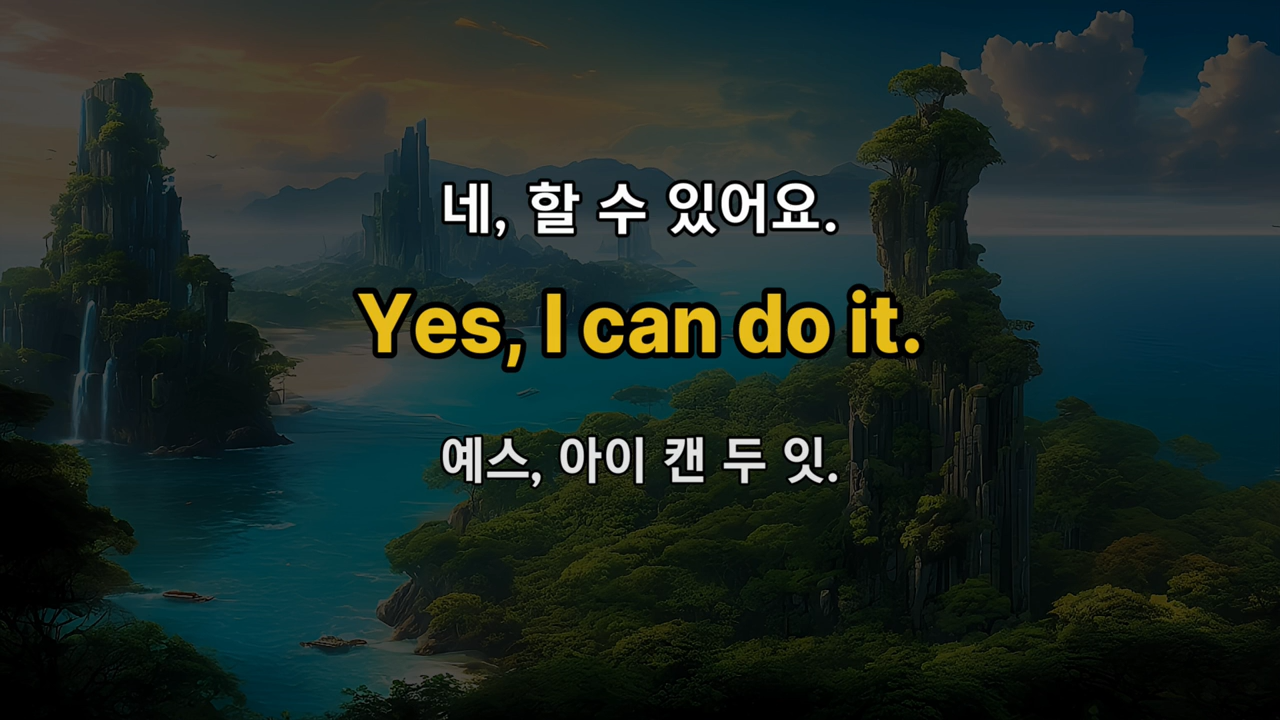 네, 할 수 있어요.
Yes, I can do it.
예스, 아이 캔 두 잇.